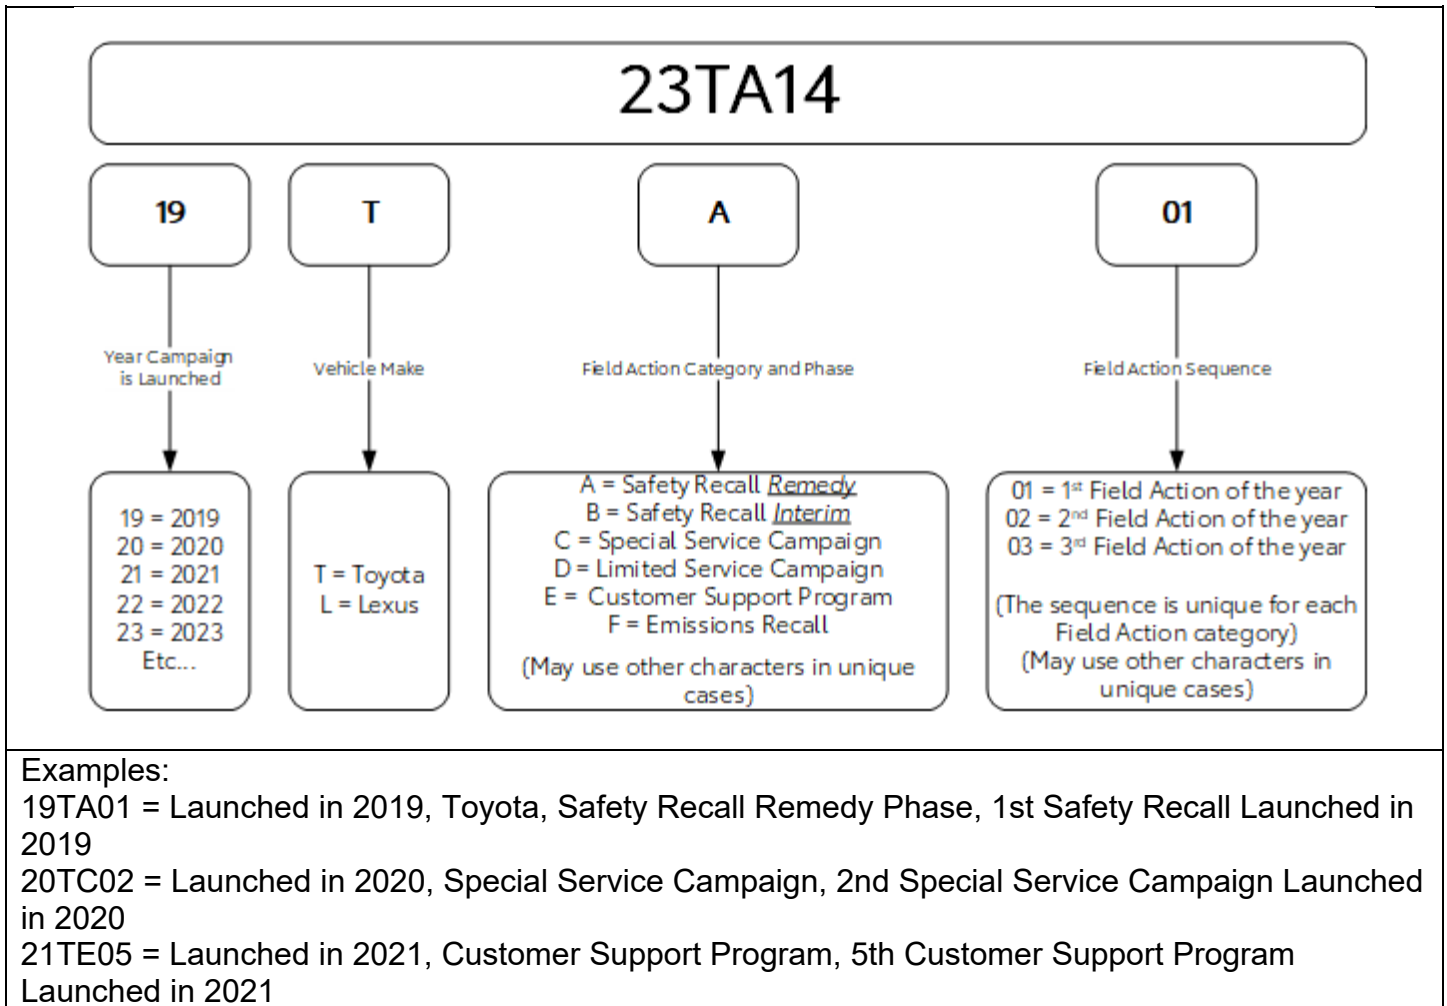 23TA14
19
T
A
01
Year Campaign
is Launched
Vehicle Make
Field Action Category and Phase
Field Action Sequence
19 = 2019
20 = 2020
21 = 2021
22 = 2022
23 = 2023
Etc...
T = Toyota
L = Lexus
A = Safety Recall Remedy
B = Safety Recall Interim
C = Special Service Campaign
D = Limited Service Campaign
E = Customer Support Program
F = Emissions Recall
(May use other characters in unique
cases)
01 = 1st Field Action of the year
02 = 2nd Field Action of the year
03 = 3rd Field Action of the year
(The sequence is unique for each
Field Action category)
(May use other characters in
unique cases)
Examples:
19TA01 = Launched in 2019, Toyota, Safety Recall Remedy Phase, 1st Safety Recall Launched in
2019
20TC02 = Launched in 2020, Special Service Campaign, 2nd Special Service Campaign Launched
in 2020
21TE05 = Launched in 2021, Customer Support Program, 5th Customer Support Program
Launched in 2021